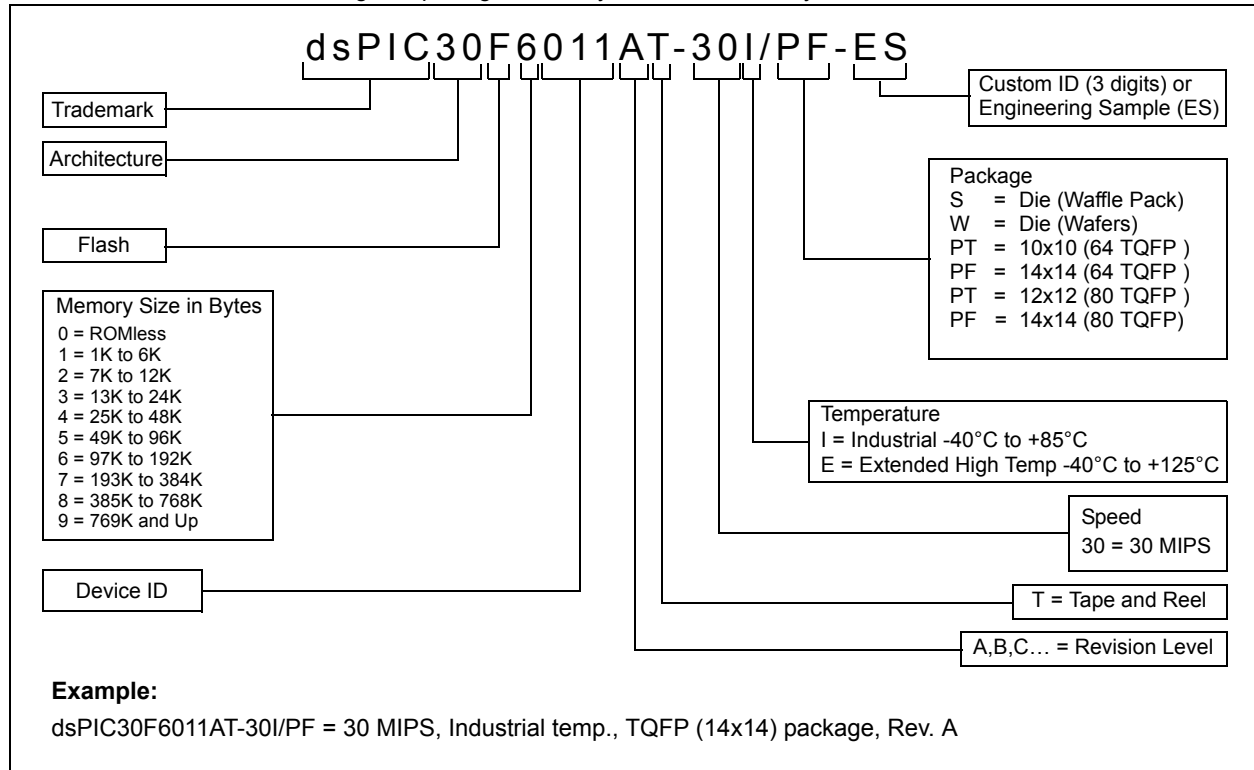 dsPIC30F6011AT-30I/PF-ES
Trademark
Architecture
Flash
Memory Size in Bytes
0 = ROMless
1 = 1K to 6K
2 = 7K to 12K
3 = 13K to 24K
4 = 25K to 48K
5 = 49K to 96K
6 = 97K to 192K
7 = 193K to 384K
8 = 385K to 768K
9 = 769K and Up
Device ID
Custom ID (3 digits) or
Engineering Sample (ES)
Package
S = Die (Waffle Pack)
W = Die (Wafers)
PT = 10x10 (64 TQFP )
PF = 14x14 (64 TQFP )
PT = 12x12 (80 TQFP )
PF = 14x14 (80 TQFP)
Temperature
I = Industrial -40°C to +85°C
E = Extended High Temp -40°C to +125°C
Speed
30 = 30 MIPS
T = Tape and Reel
A,B,C… = Revision Level
Example:
dsPIC30F6011AT-30I/PF = 30 MIPS, Industrial temp., TQFP (14x14) package, Rev. A